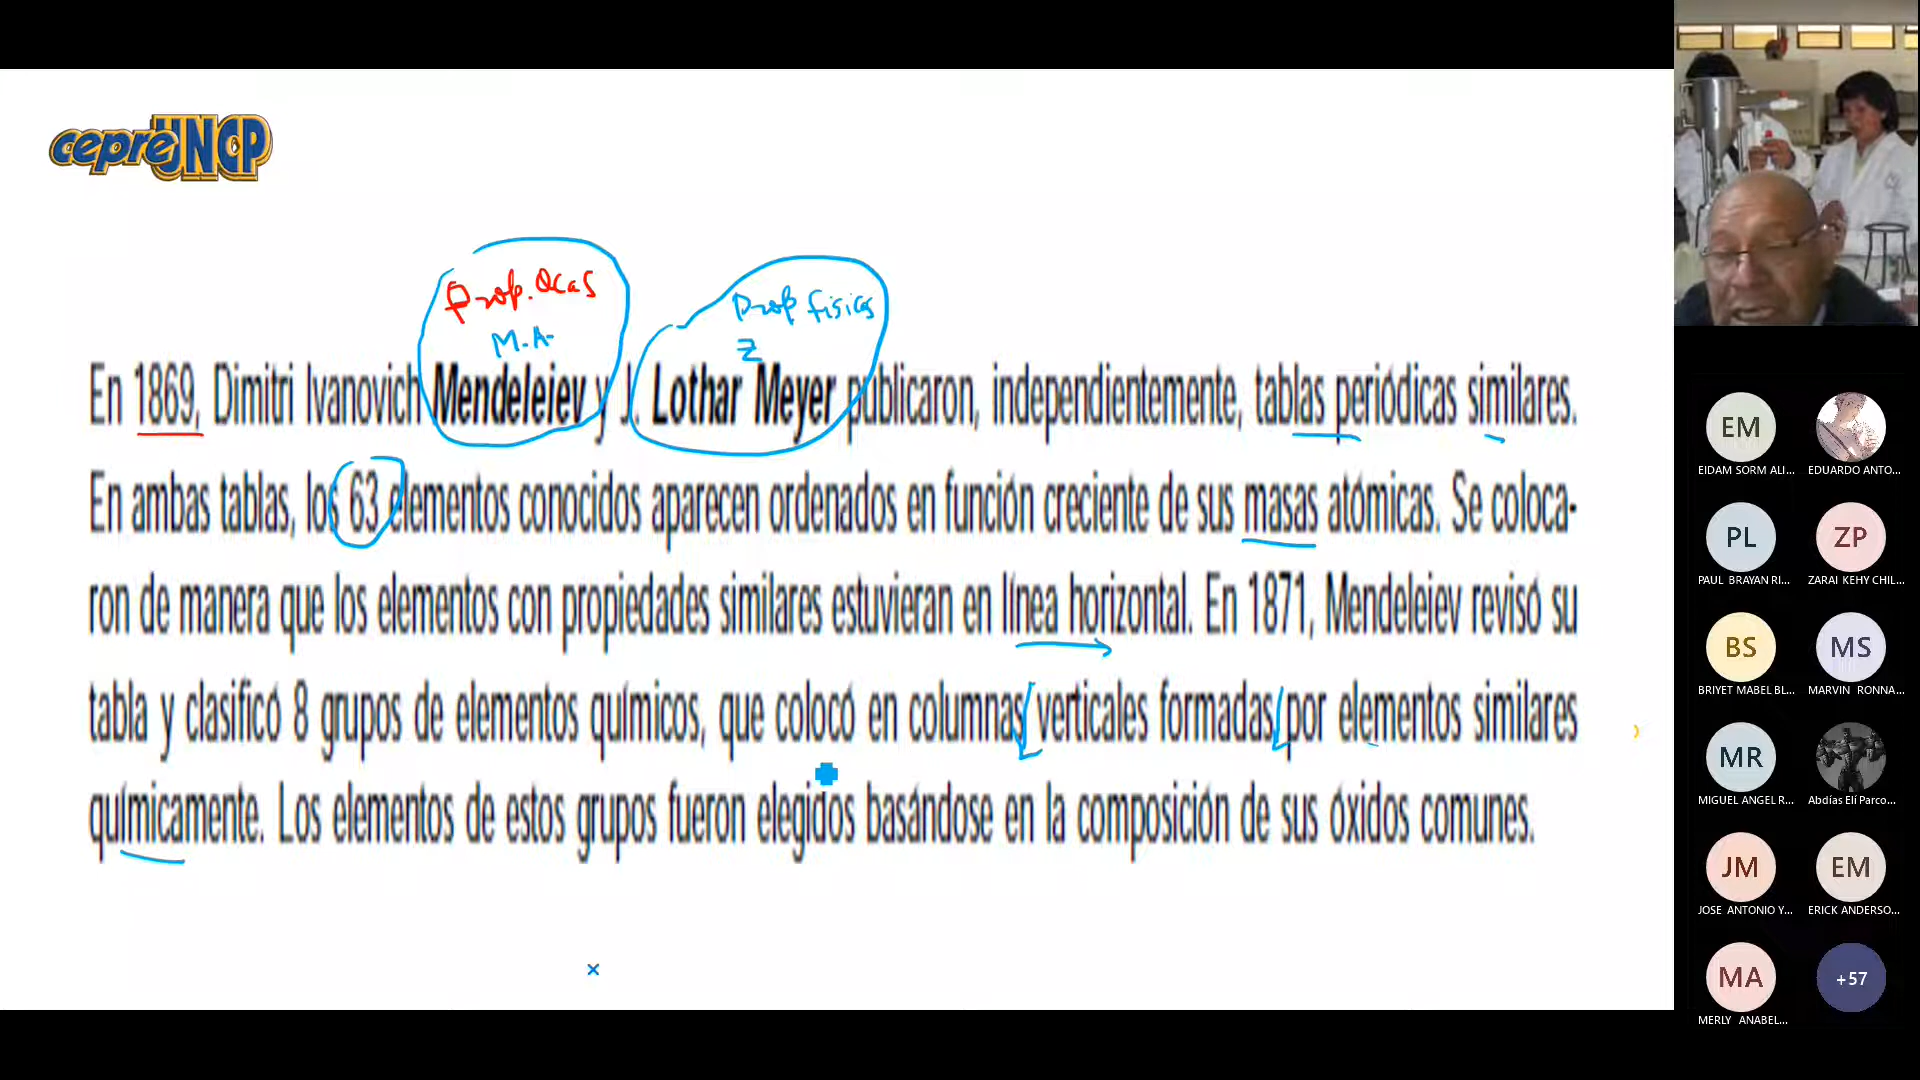 cepreUNCP
Prop. Qcas
M.A.
Prop físicas
Z
En 1869, Dimitri Ivanovich Mendeleiev y J. Lothar Meyer publicaron, independientemente, tablas periódicas similares.
En ambas tablas, los 63 elementos conocidos aparecen ordenados en función creciente de sus masas atómicas. Se coloca-
ron de manera que los elementos con propiedades similares estuvieran en línea horizontal. En 1871, Mendeleiev revisó su
tabla y clasificó 8 grupos de elementos químicos, que colocó en columnas verticales formadas por elementos similares
químicamente. Los elementos de estos grupos fueron elegidos basándose en la composición de sus óxidos comunes.
EM
EIDAM SORM ALI...
EDUARDO ANTO...
PL
PAUL BRAYAN RI...
ZP
ZARAI KEHY CHIL...
BS
BRIYET MABEL BL...
MS
MARVIN RONNA...
MR
MIGUEL ANGEL R...
Abdías Elí Parco...
JM
JOSE ANTONIO Y...
EM
ERICK ANDERSO...
MA
MERLY ANABEL...
+57